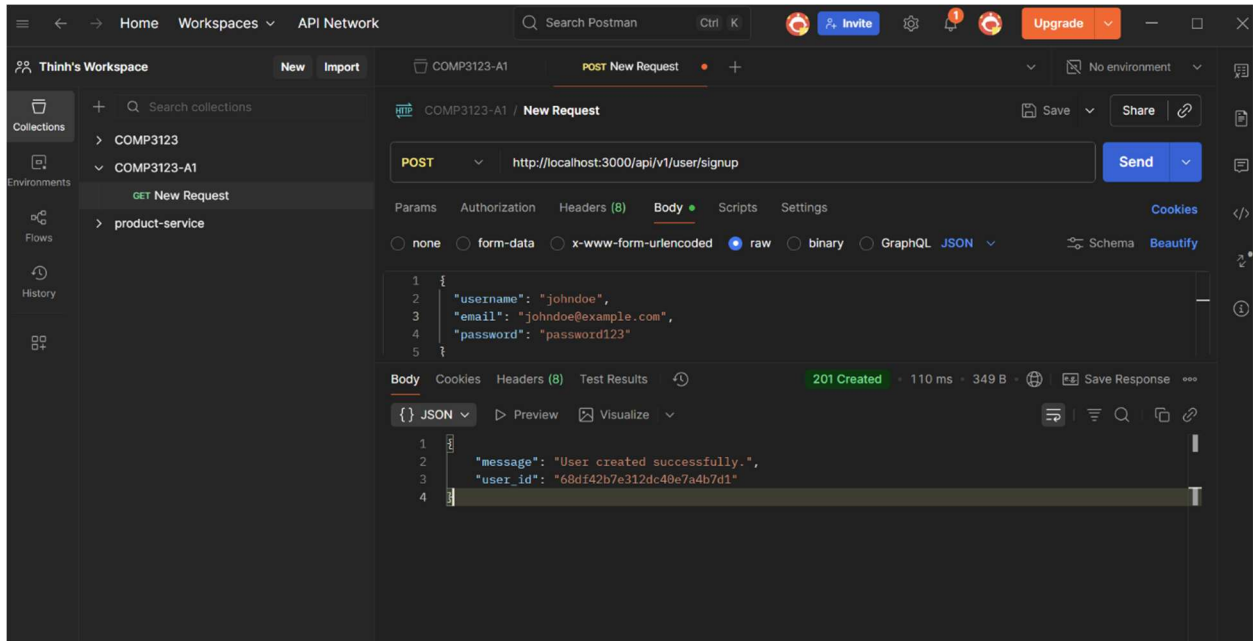 Home Workspaces API Network Search Postman Ctrl K Invite 1 Upgrade
Thinh's Workspace New Import COMP3123-A1 POST New Request + No environment
Collections
Environments
Flows
History
+ Search collections
COMP3123
COMP3123-A1
GET New Request
product-service
HTTP COMP3123-A1 / New Request Save Share
POST http://localhost:3000/api/v1/user/signup Send
Params Authorization Headers (8) Body Scripts Settings Cookies
none form-data x-www-form-urlencoded raw binary GraphQL JSON Schema Beautify
1 {
2 "username": "johndoe",
3 "email": "johndoe@example.com",
4 "password": "password123"
5 }
Body Cookies Headers (8) Test Results 201 Created 110 ms 349 B e.g. Save Response
{} JSON Preview Visualize
1 {
2 "message": "User created successfully.",
3 "user_id": "68df42b7e312dc40e7a4b7d1"
4 }